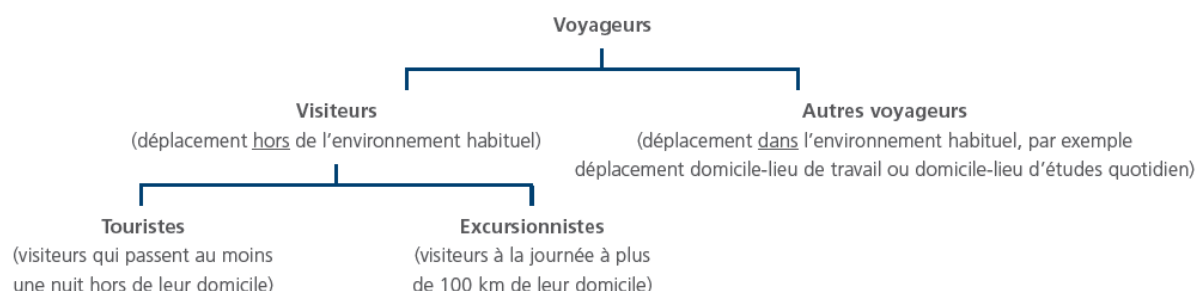 Voyageurs
Visiteurs
(déplacement hors de l'environnement habituel)
Autres voyageurs
(déplacement dans l'environnement habituel, par exemple
déplacement domicile-lieu de travail ou domicile-lieu d'études quotidien)
Touristes
(visiteurs qui passent au moins
une nuit hors de leur domicile)
Excursionnistes
(visiteurs à la journée à plus
de 100 km de leur domicile)